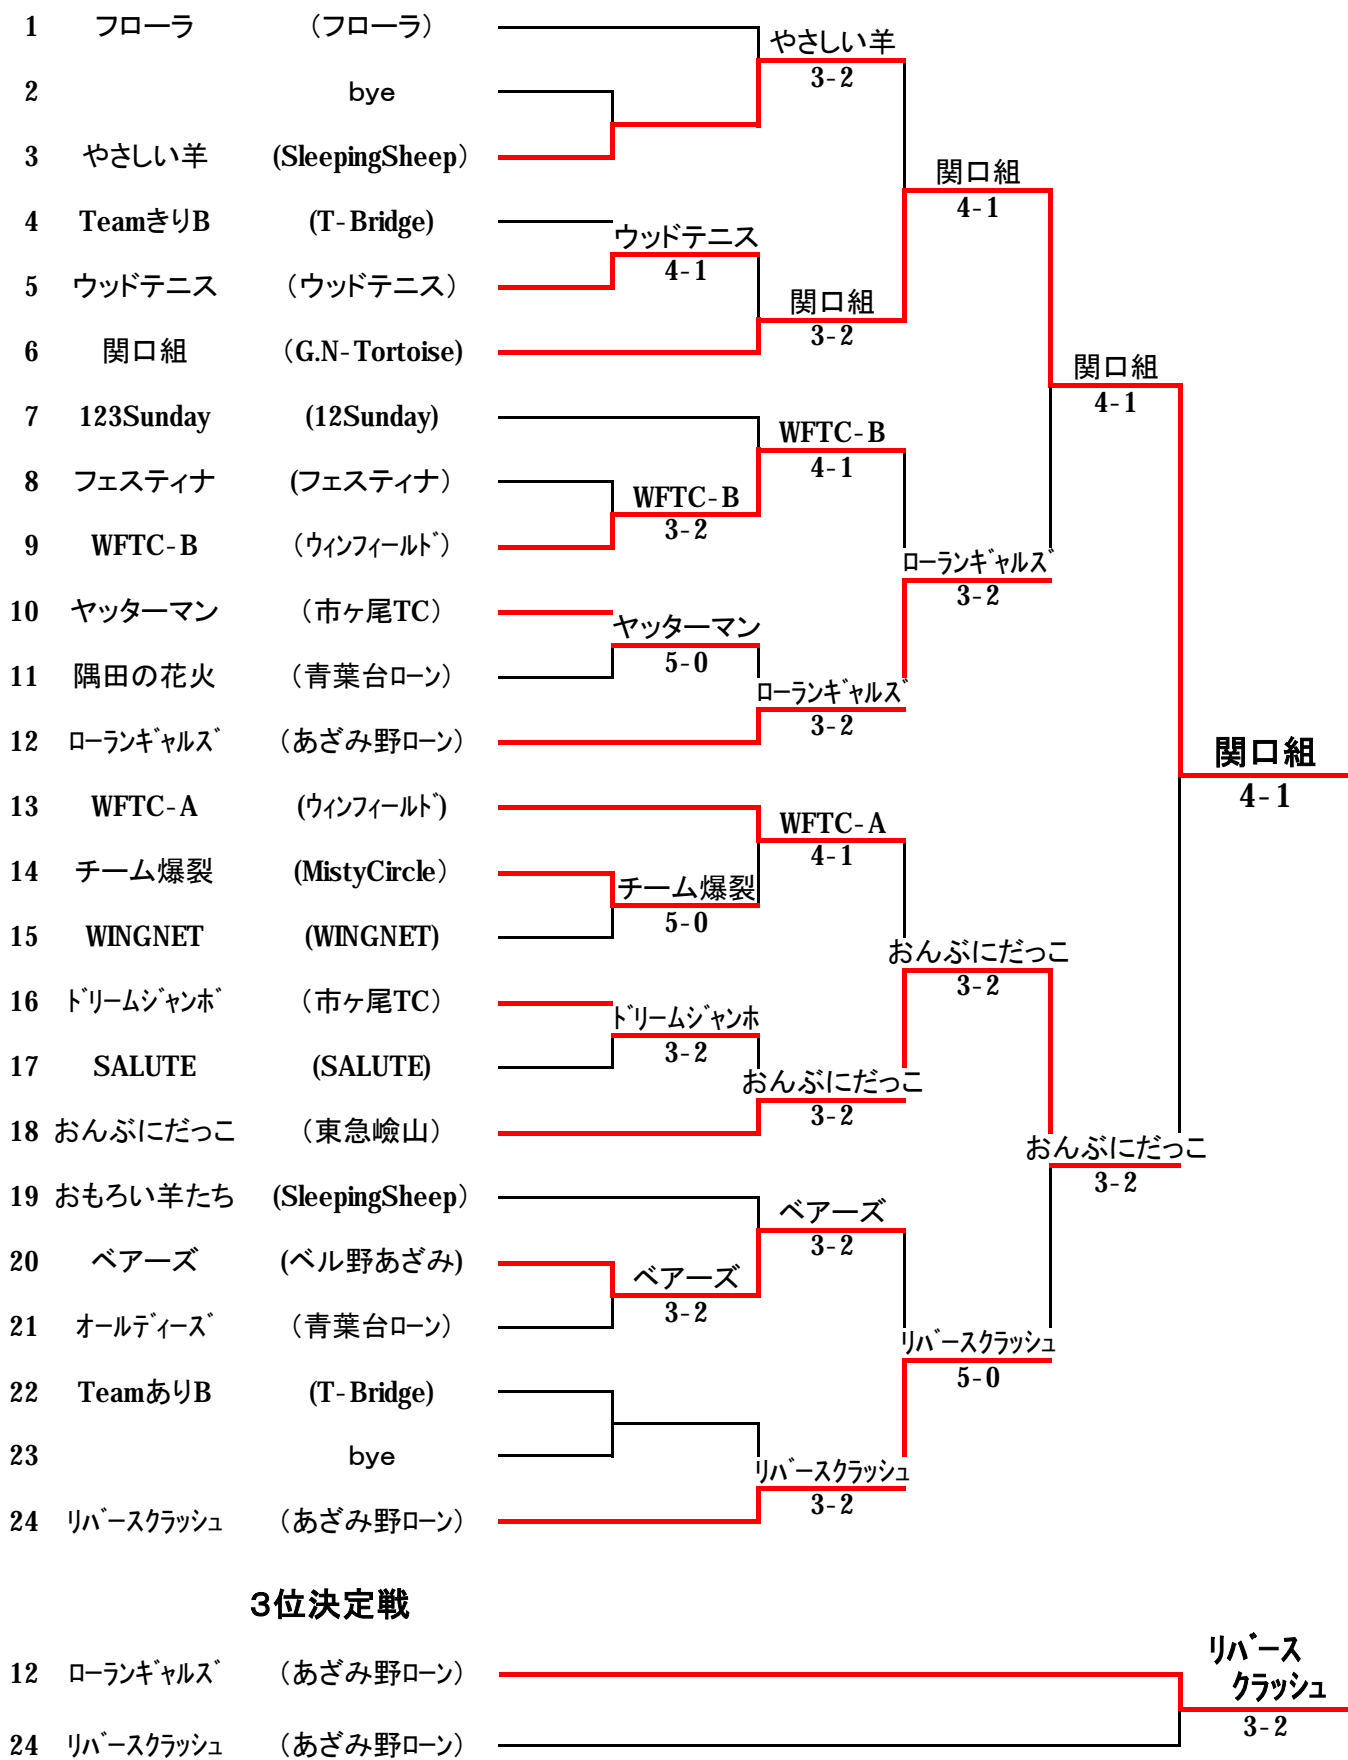 1 フローラ （フローラ）
やさしい羊
3-2
2 bye
3 やさしい羊 (SleepingSheep）
関口組
4-1
4 TeamきりB (T-Bridge)
ウッドテニス
4-1
5 ウッドテニス （ウッドテニス）
関口組
3-2
6 関口組 （G.N-Tortoise)
関口組
4-1
7 123Sunday (12Sunday)
WFTC-B
4-1
8 フェスティナ (フェスティナ）
WFTC-B
3-2
9 WFTC-B （ｳｨﾝﾌｨｰﾙﾄﾞ）
ﾛｰﾗﾝｷﾞｬﾙｽﾞ
3-2
10 ヤッターマン （市ヶ尾TC）
ヤッターマン
5-0
11 隅田の花火 （青葉台ﾛｰﾝ）
ﾛｰﾗﾝｷﾞｬﾙｽﾞ
3-2
12 ﾛｰﾗﾝｷﾞｬﾙｽﾞ （あざみ野ﾛｰﾝ）
関口組
4-1
13 WFTC-A (ｳｨﾝﾌｨｰﾙﾄﾞ)
WFTC-A
4-1
14 チーム爆裂 (MistyCircle）
チーム爆裂
5-0
15 WINGNET (WINGNET)
おんぶにだっこ
3-2
16 ﾄﾞﾘｰﾑｼﾞｬﾝﾎﾞ （市ヶ尾TC）
ﾄﾞﾘｰﾑｼﾞｬﾝﾎ
3-2
17 SALUTE (SALUTE)
おんぶにだっこ
3-2
18 おんぶにだっこ （東急嶮山）
おんぶにだっこ
3-2
19 おもろい羊たち (SleepingSheep）
ベアーズ
3-2
20 ベアーズ (ベル野あざみ)
ベアーズ
3-2
21 ｵｰﾙﾃﾞｨｰｽﾞ （青葉台ﾛｰﾝ）
ﾘﾊﾞｰｽｸﾗｯｼｭ
5-0
22 TeamありB (T-Bridge)
23 bye
ﾘﾊﾞｰｽｸﾗｯｼｭ
3-2
24 ﾘﾊﾞｰｽｸﾗｯｼｭ （あざみ野ﾛｰﾝ）
３位決定戦
12 ﾛｰﾗﾝｷﾞｬﾙｽﾞ （あざみ野ﾛｰﾝ）
ﾘﾊﾞｰｽ
ｸﾗｯｼｭ
3-2
24 ﾘﾊﾞｰｽｸﾗｯｼｭ （あざみ野ﾛｰﾝ）